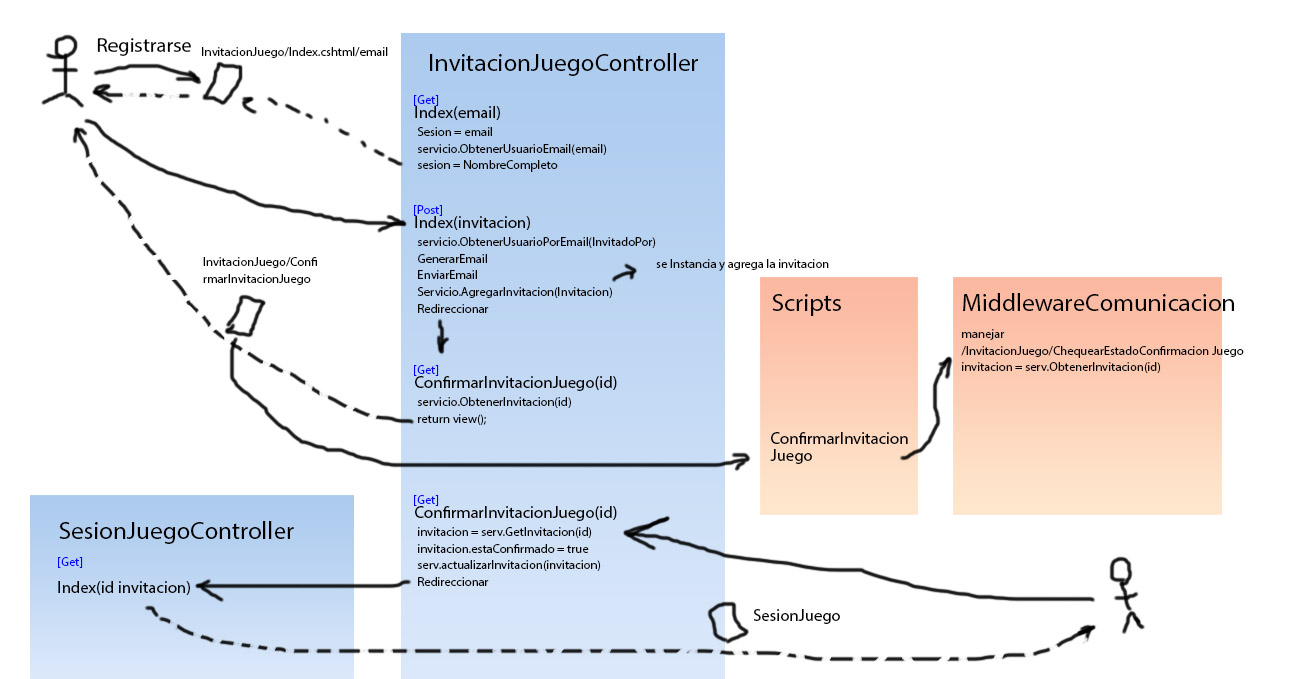 Registrarse
InvitacionJuego/Index.cshtml/email
InvitacionJuegoController
[Get]
Index(email)
Sesion = email
servicio.ObtenerUsuarioEmail(email)
sesion = NombreCompleto
[Post]
Index(invitacion)
servicio.ObtenerUsuarioPorEmail(InvitadoPor)
GenerarEmail
EnviarEmail
Servicio.AgregarInvitacion(Invitacion)
Redireccionar
se Instancia y agrega la invitacion
InvitacionJuego/Confi
rmarInvitacionJuego
[Get]
ConfirmarInvitacionJuego(id)
servicio.ObtenerInvitacion(id)
return view();
Scripts
ConfirmarInvitacion
Juego
MiddlewareComunicacion
manejar
/InvitacionJuego/ChequearEstadoConfirmacion Juego
invitacion = serv.ObtenerInvitacion(id)
[Get]
ConfirmarInvitacionJuego(id)
invitacion = serv.GetInvitacion(id)
invitacion.estaConfirmado = true
serv.actualizarInvitacion(invitacion)
Redireccionar
SesionJuegoController
[Get]
Index(id invitacion)
SesionJuego